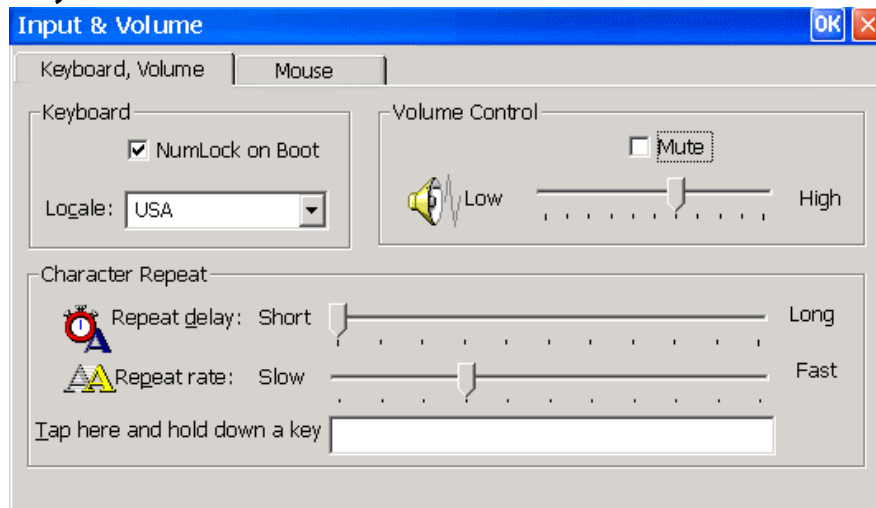 Input & Volume OK
Keyboard, Volume Mouse
Keyboard
NumLock on Boot
Locale: USA
Volume Control
Mute
Low High
Character Repeat
Repeat delay: Short Long
Repeat rate: Slow Fast
Tap here and hold down a key